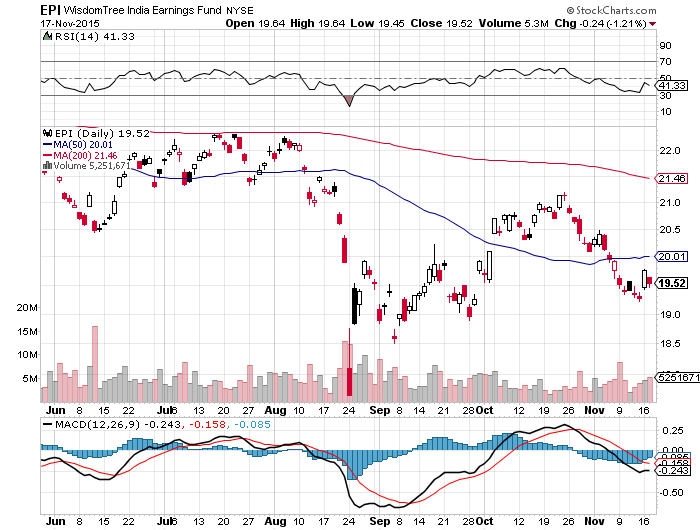 EPI WisdomTree India Earnings Fund NYSE © StockCharts.com
17-Nov-2015 Open 19.64 High 19.64 Low 19.45 Close 19.52 Volume 5.3M Chg -0.24 (-1.21%)
RSI(14) 41.33
90
70
50
41.33
30
10
EPI (Daily) 19.52
MA(50) 20.01
MA(200) 21.46
Volume 5,251,671
22.0
21.46
21.0
20.5
20.01
19.52
19.0
18.5
20M
15M
10M
5M
5251671
Jun 8 15 22 Jul 6 13 20 27 Aug 10 17 24 Sep 8 14 21 28 Oct 12 19 26 Nov 9 16
MACD(12,26,9) -0.243, -0.158, -0.085
0.25
0.00
-0.085
-0.158
-0.243
-0.50
Jun 8 15 22 Jul 6 13 20 27 Aug 10 17 24 Sep 8 14 21 28 Oct 12 19 26 Nov 9 16